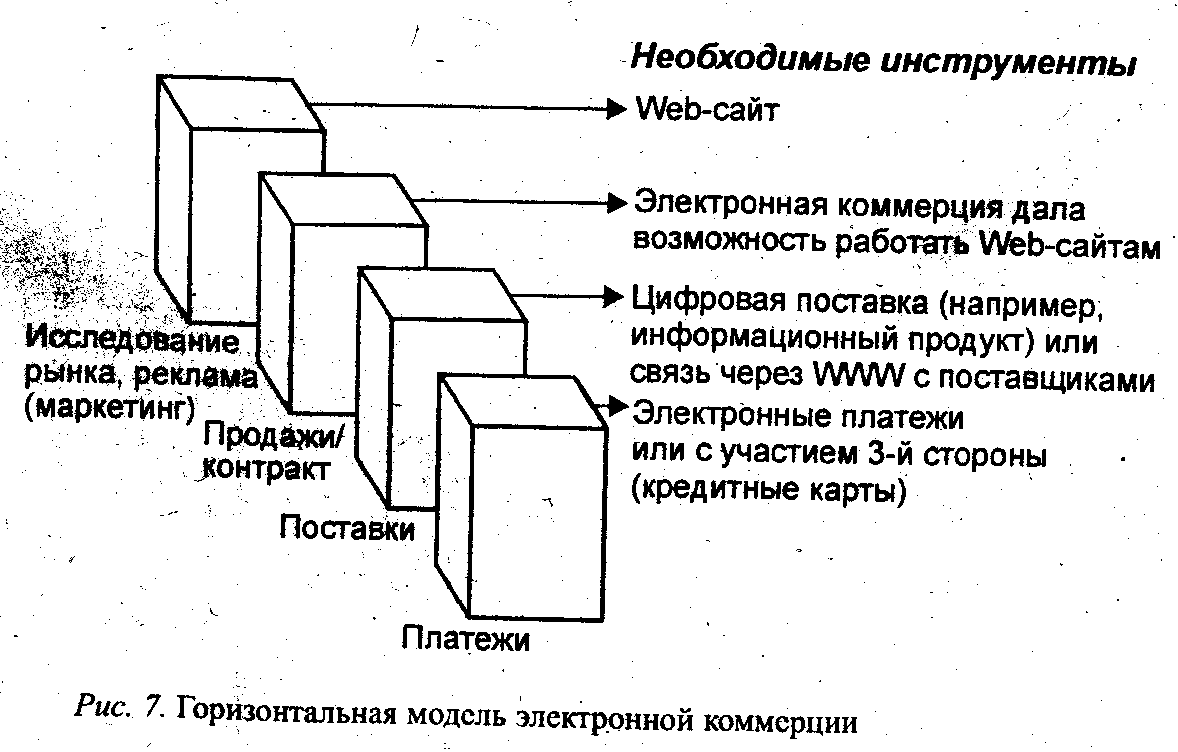 Необходимые инструменты
Web-сайт
Электронная коммерция дала
возможность работать Web-сайтам
Цифровая поставка (например,
информационный продукт) или
связь через WWW с поставщиками
Электронные платежи
или с участием 3-й стороны
(кредитные карты)
Исследование
рынка, реклама
(маркетинг)
Продажи/
контракт
Поставки
Платежи
Рис. 7. Горизонтальная модель электронной коммерции